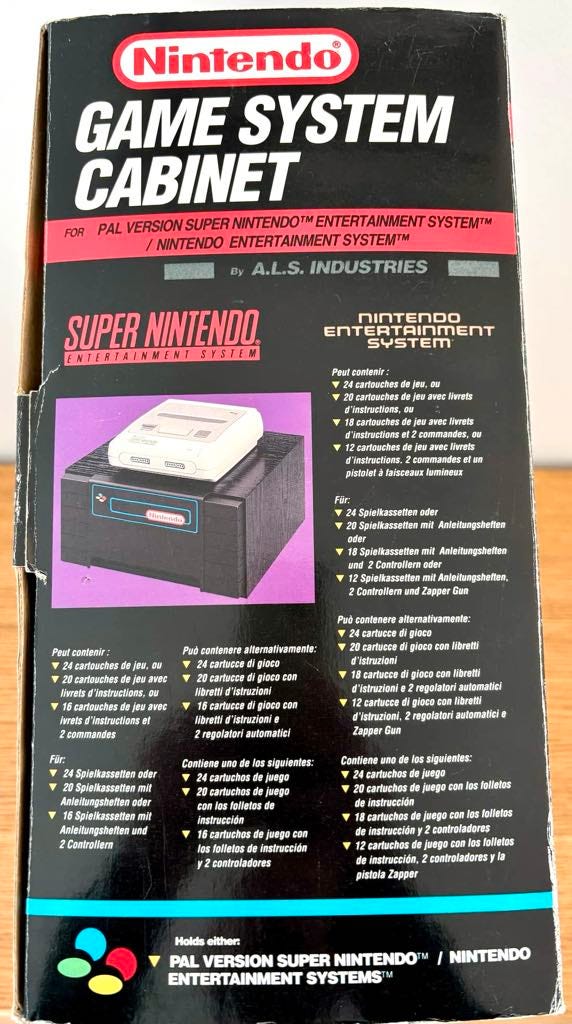 Nintendo®
GAME SYSTEM
CABINET
FOR PAL VERSION SUPER NINTENDO™ ENTERTAINMENT SYSTEM™
/ NINTENDO ENTERTAINMENT SYSTEM™
By A.L.S. INDUSTRIES
SUPER NINTENDO®
ENTERTAINMENT SYSTEM
Nintendo
Peut contenir :
24 cartouches de jeu, ou
20 cartouches de jeu avec
livrets d'instructions, ou
16 cartouches de jeu avec
ivrets d'instructions et
2 commandes
Für:
24 Spielkassetten oder
20 Spielkassetten mit
Anleitungsheften oder
16 Spielkassetten mit
Anleitungsheften und
2 Controllern
Può contenere alternativamente:
24 cartucce di gioco
20 cartucce di gioco con
libretti d'istruzioni
16 cartucce di gioco con
libretti d'istruzioni e
2 regolatori automatici
Contiene uno de los siguientes:
24 cartuchos de juego
20 cartuchos de juego
con los folletos de
instrucción
16 cartuchos de juego con
los folletos de instrucción
y 2 controladores
NINTENDO
ENTERTAINMENT
SYSTEM™
Peut contenir :
24 cartouches de jeu, ou
20 cartouches de jeu avec livrets
d'instructions, ou
18 cartouches de jeu avec livrets
d'instructions et 2 commandes, ou
12 cartouches de jeu avec livrets
d'instructions. 2 commandes et un
pistolet à faisceaux lumineux
Für:
24 Spielkassetten oder
20 Spielkassetten mit Anleitungsheften
oder
18 Spielkassetten mit Anleitungsheften
und 2 Controllern oder
12 Spielkassetten mit Anleitungsheften,
2 Controllern und Zapper Gun
Può contenere alternativamente:
24 cartucce di gioco
20 cartucce di gioco con libretti
d'istruzioni
18 cartucce di gioco con libretti
d'istruzioni e 2 regolatori automatici
12 cartucce di gioco con libretti
d'istruzioni, 2 regolatori automatici e
Zapper Gun
Contiene uno de los siguientes:
24 cartuchos de juego
20 cartuchos de juego con los folletos
de instrucción
18 cartuchos de juego con los folletos
de instrucción y 2 controladores
12 cartuchos de juego con los folletos
de instrucción, 2 controladores y la
pistola Zapper
Holds either:
PAL VERSION SUPER NINTENDO™ / NINTENDO
ENTERTAINMENT SYSTEMS™